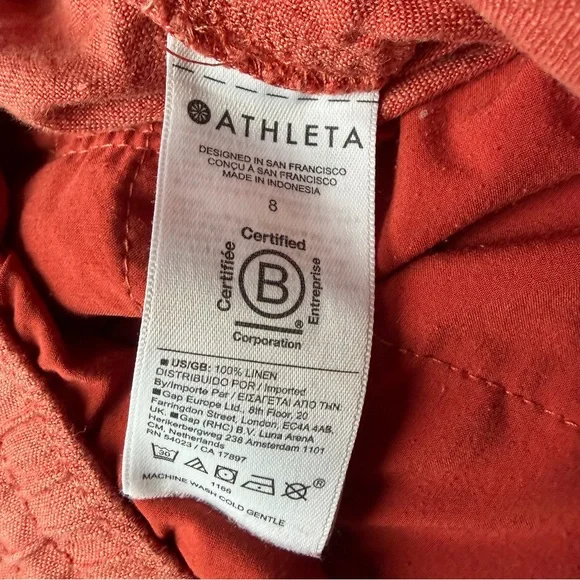 ATHLETA
DESIGNED IN SAN FRANCISCO
CONÇU À SAN FRANCISCO
MADE IN INDONESIA
8
Certified
Certifiée
B
Entreprise
®
Corporation
US/GB: 100% LINEN
DISTRIBUIDO POR / Imported
By/Importé Par / ΕΙΣΑΓΕΤΑΙ ΑΠΟ ΤΗΝ
Gap Europe Ltd., 8th Floor, 20
Farringdon Street, London, EC4A 4AB,
UK. Gap (RHC) B.V. Luna ArenA
Herikerbergweg 238 Amsterdam 1101
CM, Netherlands
RN 54023 / CA 17897
30
®
1166
MACHINE WASH COLD GENTLE